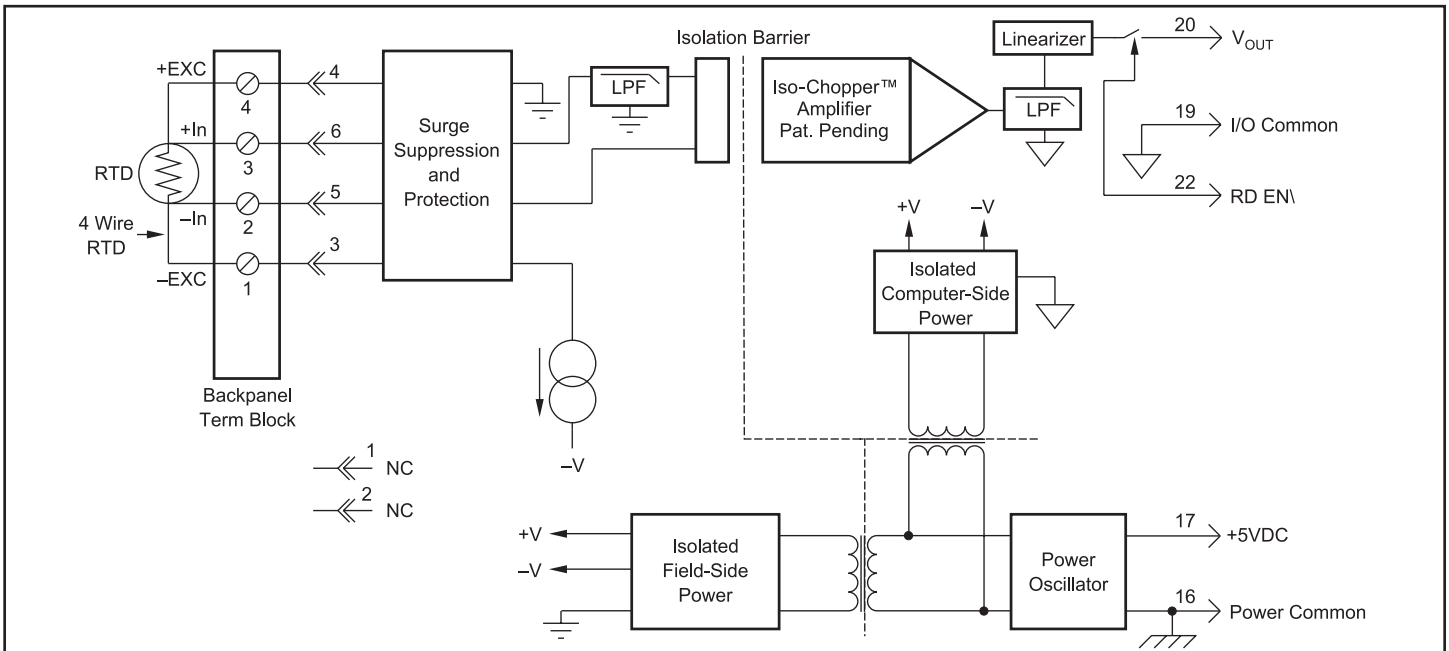 +EXC
4
4
+In
3
6
RTD
–In
2
5
4 Wire
RTD
–EXC
1
3
Backpanel
Term Block
Surge
Suppression
and
Protection
LPF
Isolation Barrier
Iso-Chopper™
Amplifier
Pat. Pending
Linearizer
LPF
20
VOUT
19
I/O Common
22
RD EN\
+V
–V
Isolated
Computer-Side
Power
–V
1
NC
2
NC
+V
–V
Isolated
Field-Side
Power
Power
Oscillator
17
+5VDC
16
Power Common